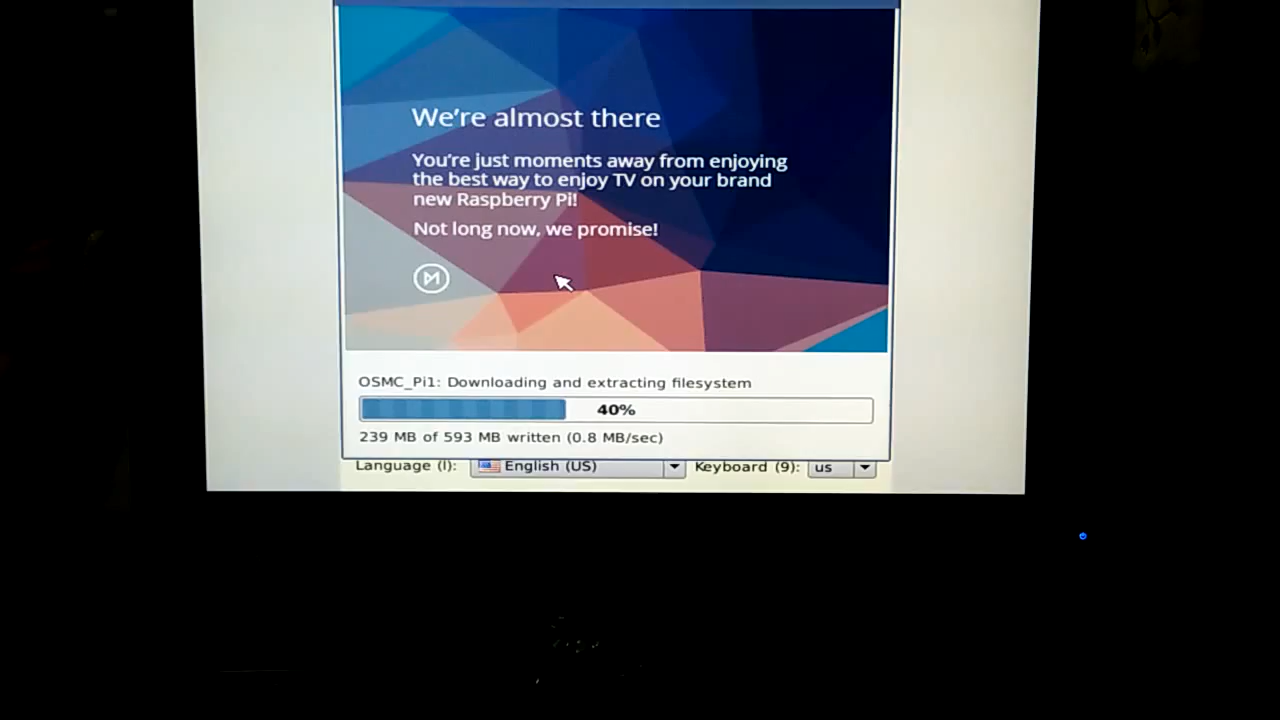 We're almost there
You're just moments away from enjoying
the best way to enjoy TV on your brand
new Raspberry Pi!
Not long now, we promise!
OSMC_Pi1: Downloading and extracting filesystem
40%
239 MB of 593 MB written (0.8 MB/sec)
Language (l): English (US) Keyboard (9): us